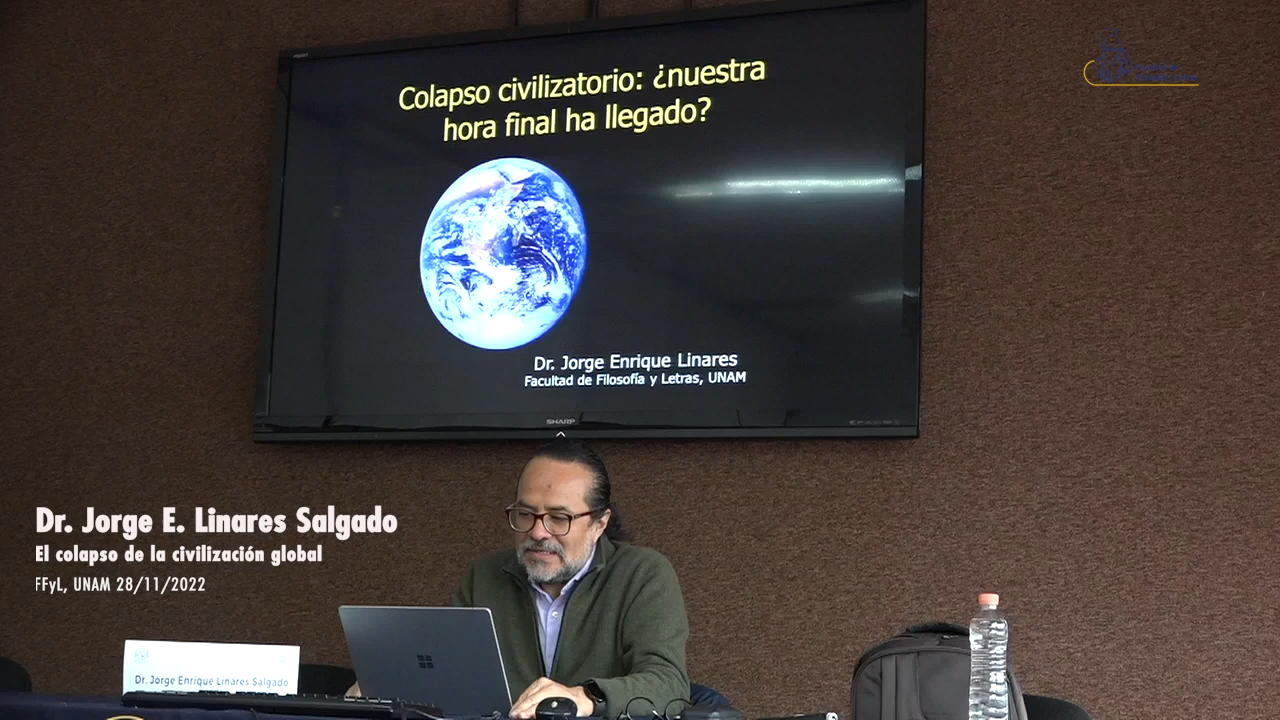 Colapso civilizatorio: ¿nuestra
hora final ha llegado?
Dr. Jorge Enrique Linares
Facultad de Filosofía y Letras, UNAM
SHARP
Dr. Jorge E. Linares Salgado
El colapso de la civilización global
FFyL, UNAM 28/11/2022
Dr. Jorge Enrique Linares Salgado